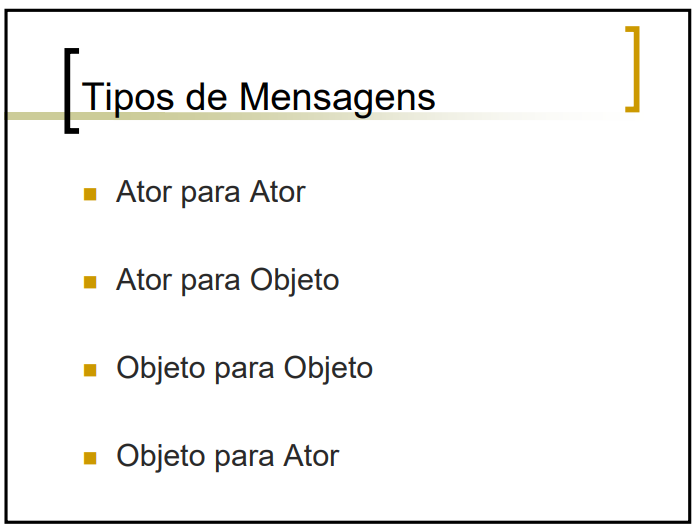 Tipos de Mensagens
Ator para Ator
Ator para Objeto
Objeto para Objeto
Objeto para Ator